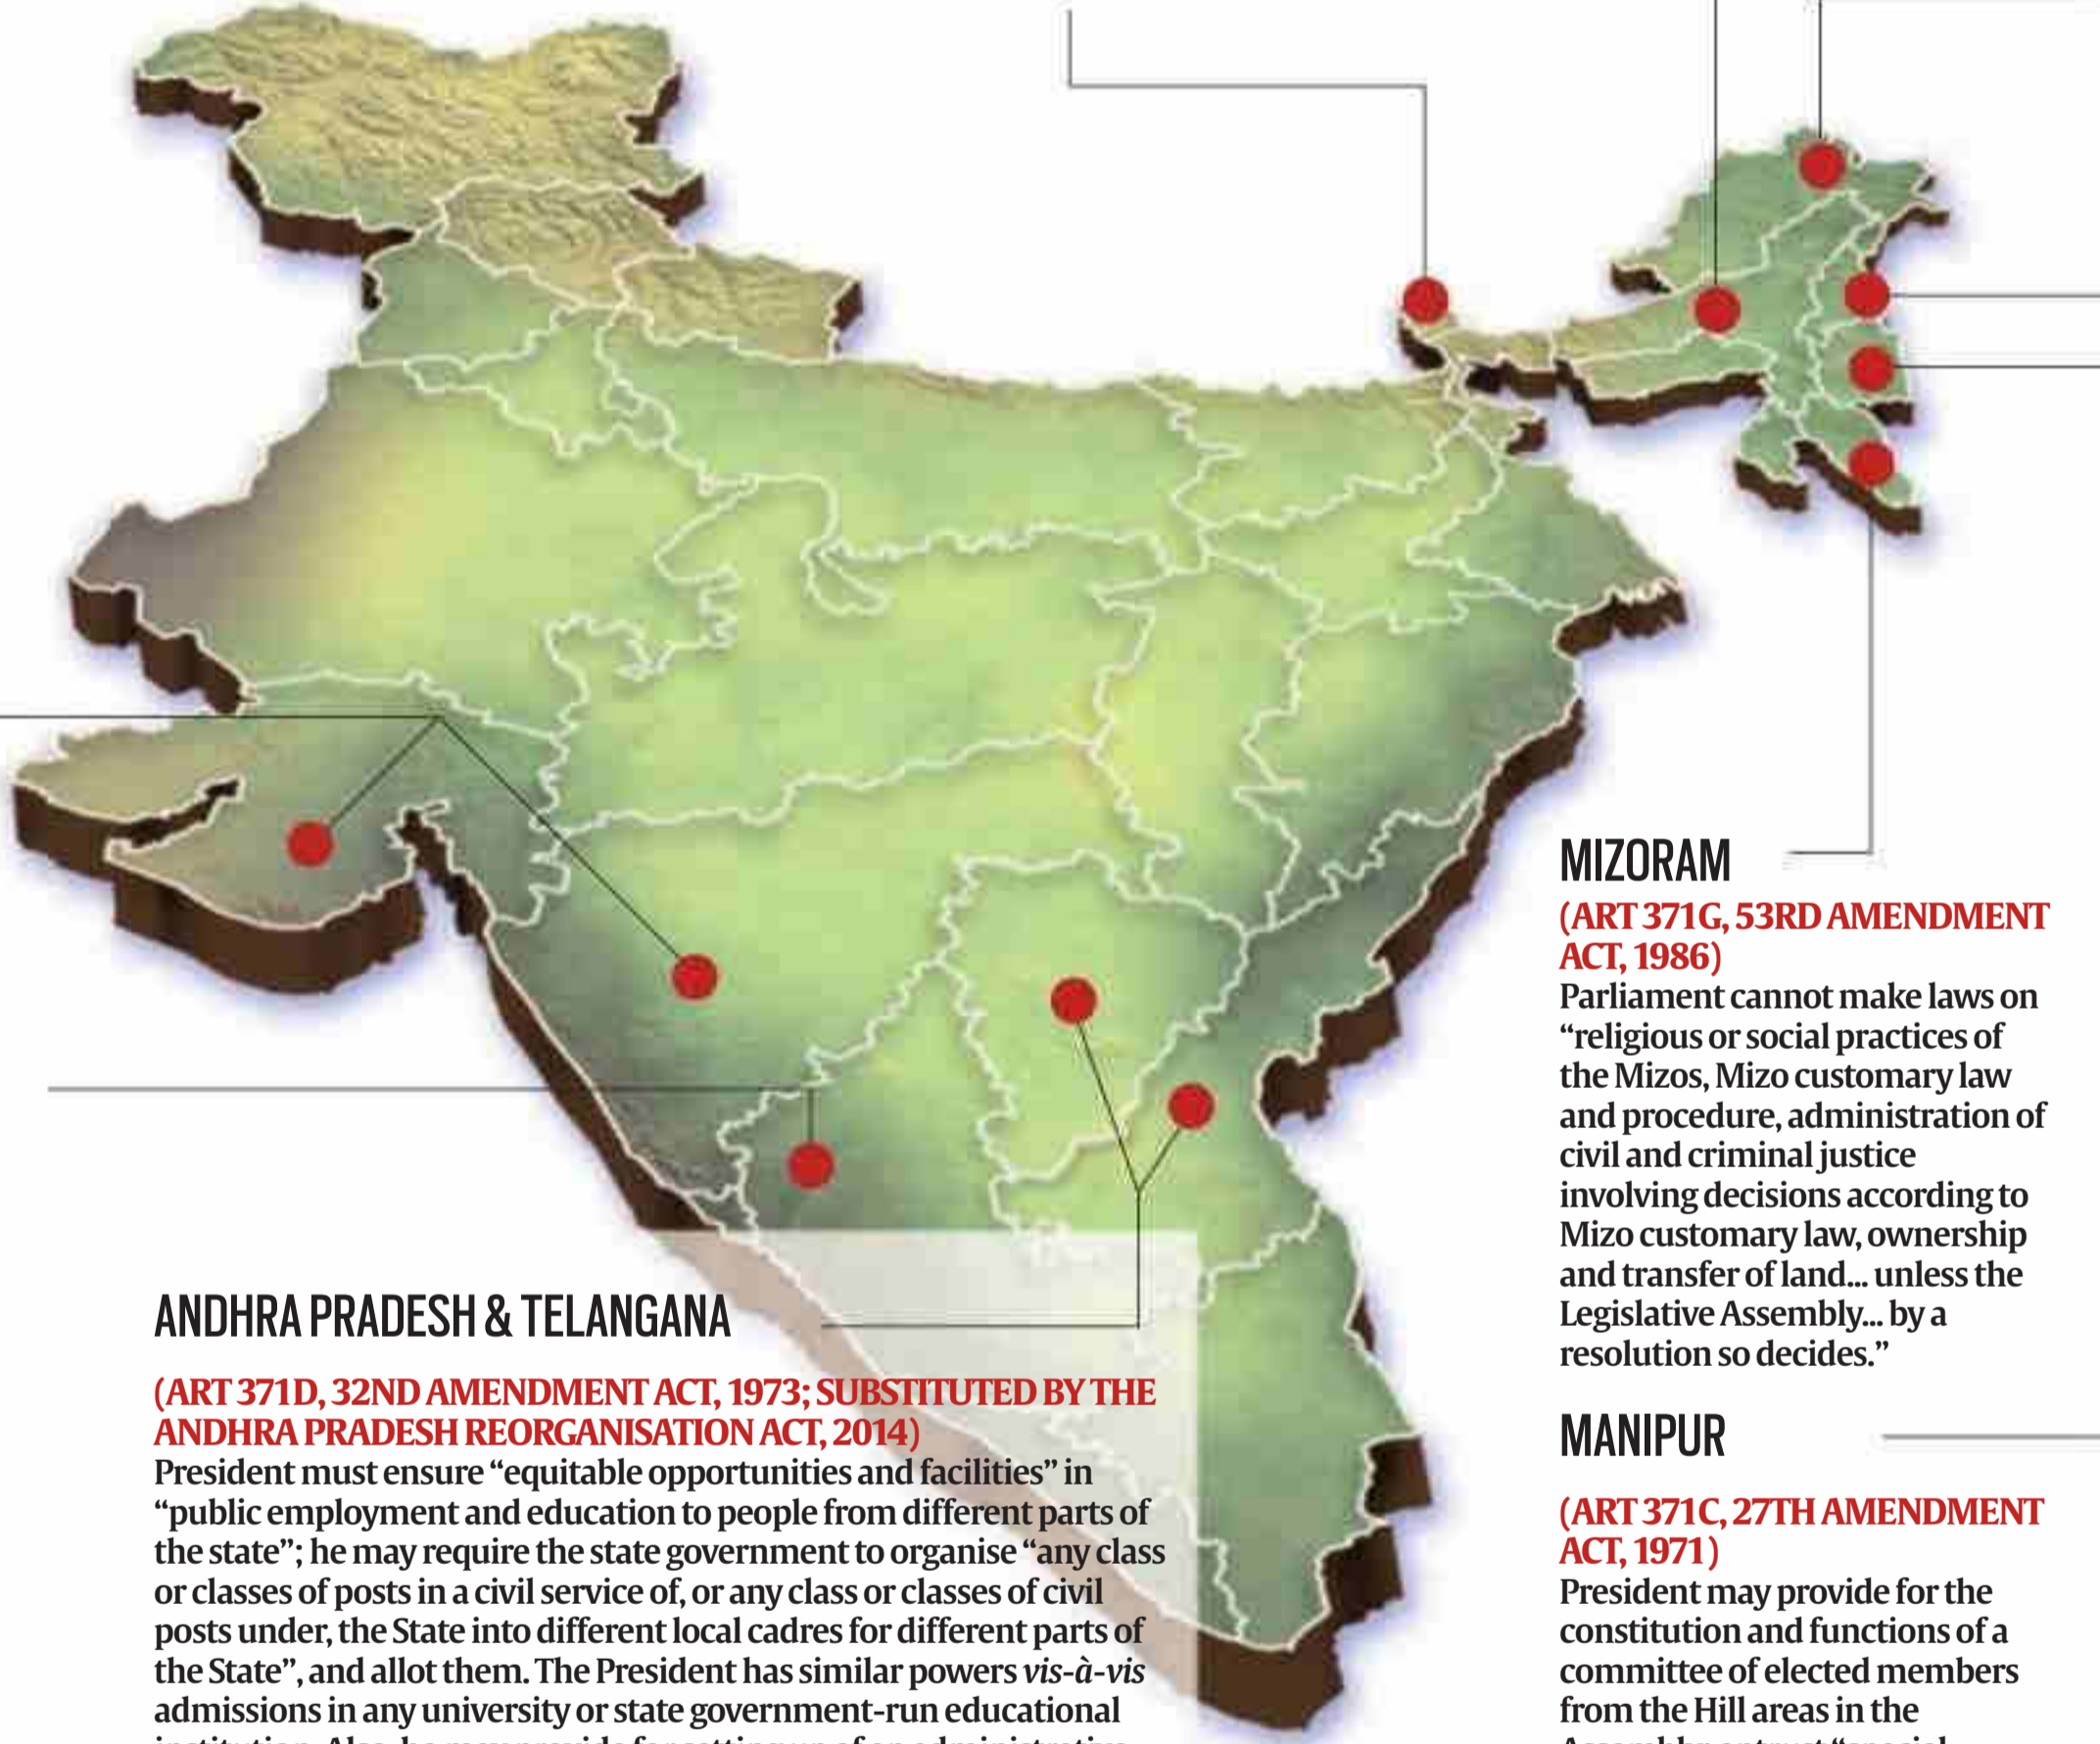 ANDHRA PRADESH & TELANGANA
(ART 371D, 32ND AMENDMENT ACT, 1973; SUBSTITUTED BY THE
ANDHRA PRADESH REORGANISATION ACT, 2014)
President must ensure “equitable opportunities and facilities” in
“public employment and education to people from different parts of
the state”; he may require the state government to organise “any class
or classes of posts in a civil service of, or any class or classes of civil
posts under, the State into different local cadres for different parts of
the State”, and allot them. The President has similar powers vis-à-vis
admissions in any university or state government-run educational
MIZORAM
(ART 371G, 53RD AMENDMENT
ACT, 1986)
Parliament cannot make laws on
“religious or social practices of
the Mizos, Mizo customary law
and procedure, administration of
civil and criminal justice
involving decisions according to
Mizo customary law, ownership
and transfer of land... unless the
Legislative Assembly... by a
resolution so decides.”
MANIPUR
(ART 371C, 27TH AMENDMENT
ACT, 1971)
President may provide for the
constitution and functions of a
committee of elected members
from the Hill areas in the